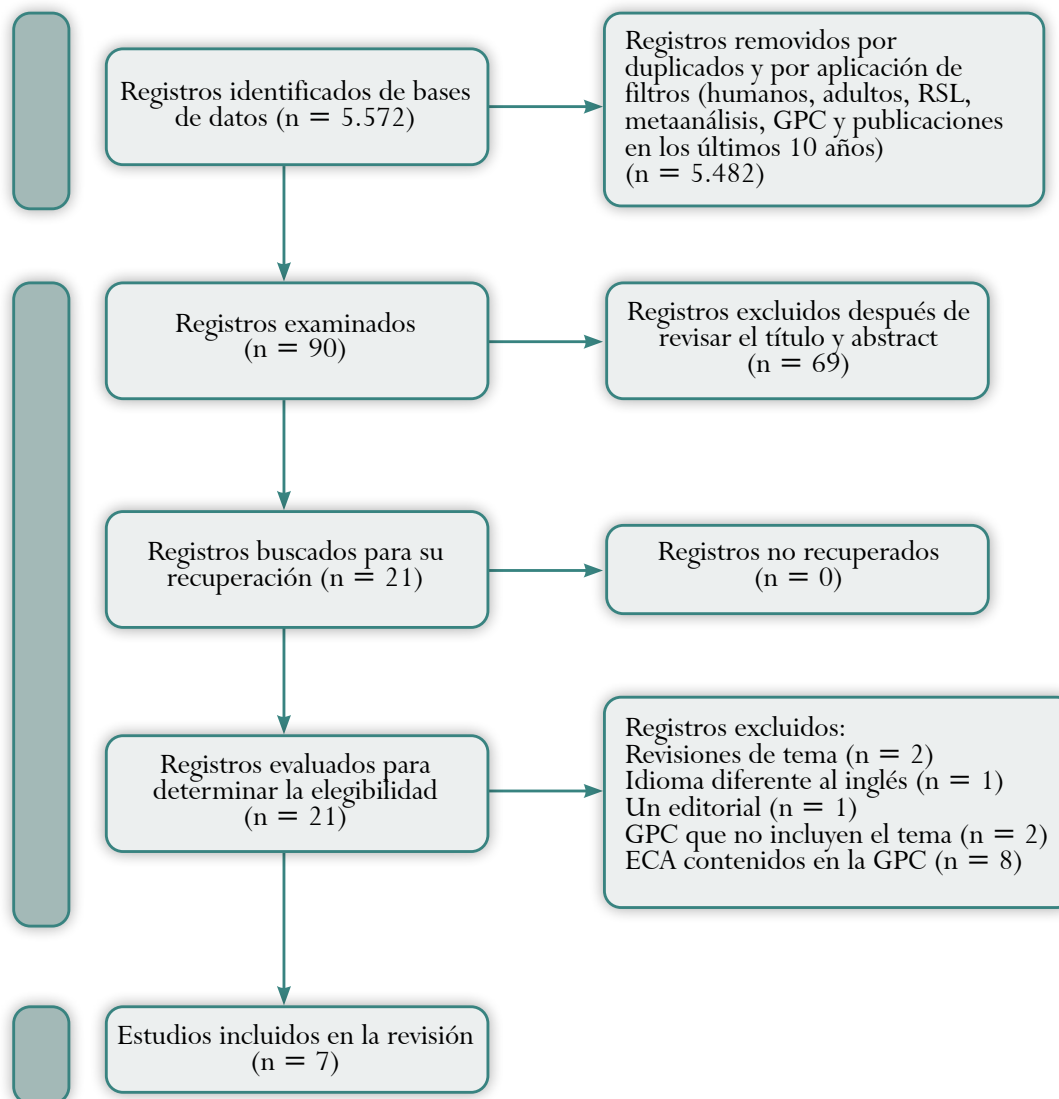 Registros identificados de bases
de datos (n = 5.572)
Registros removidos por
duplicados y por aplicación de
filtros (humanos, adultos, RSL,
metaanálisis, GPC y publicaciones
en los últimos 10 años)
(n = 5.482)
Registros examinados
(n = 90)
Registros excluidos después de
revisar el título y abstract
(n = 69)
Registros buscados para su
recuperación (n = 21)
Registros no recuperados
(n = 0)
Registros evaluados para
determinar la elegibilidad
(n = 21)
Registros excluidos:
Revisiones de tema (n = 2)
Idioma diferente al inglés (n = 1)
Un editorial (n = 1)
GPC que no incluyen el tema (n = 2)
ECA contenidos en la GPC (n = 8)
Estudios incluidos en la revisión
(n = 7)